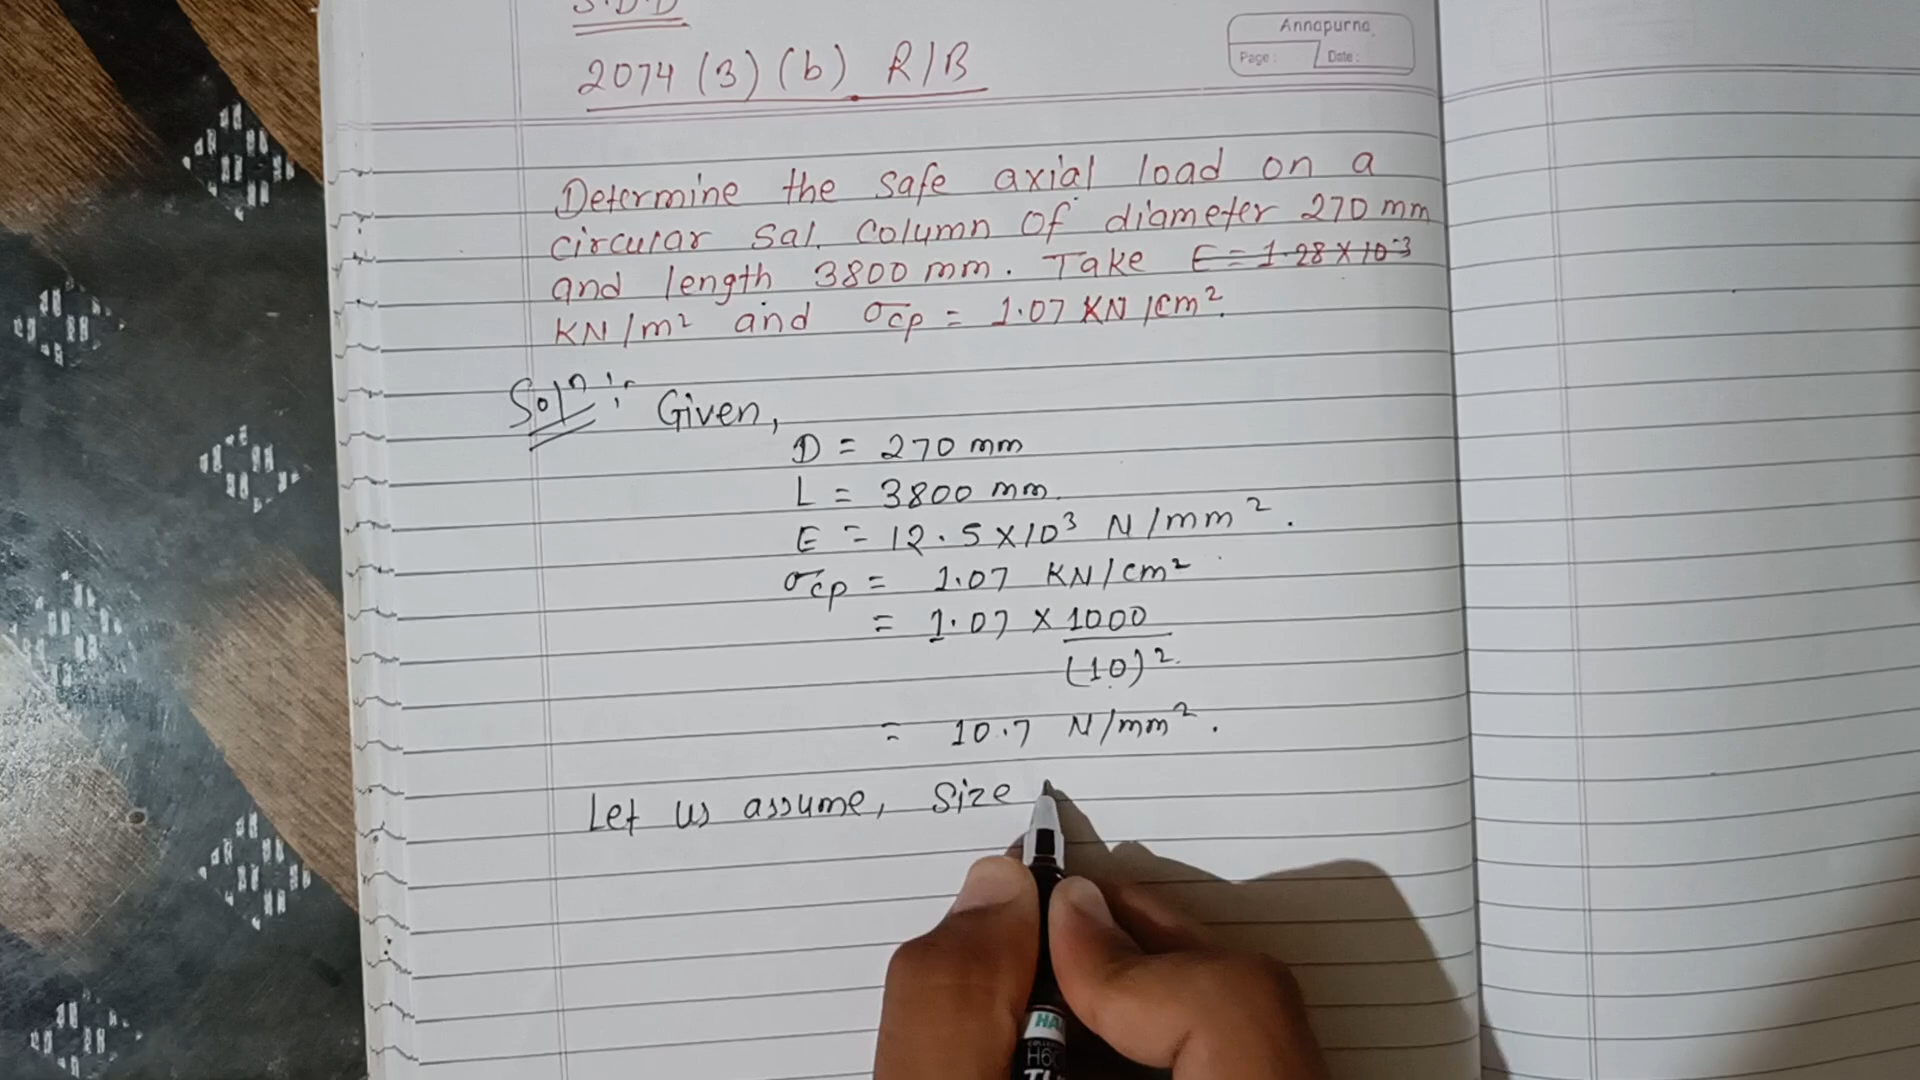 S.D.D
2074 (3) (b) R/B
Annapurna
Page:
Date:
Determine the safe axial load on a
circular sal. column of diameter 270 mm
and length 3800 mm. Take E = 1.28 × 10⁻³
KN/m² and σcp = 1.07 KN/cm².
Solⁿ:- Given,
D = 270 mm
L = 3800 mm.
E = 12.5 × 10³ N/mm².
σcp = 1.07 KN/cm²
= 1.07 × 1000
(10)²
= 10.7 N/mm².
Let us assume, size